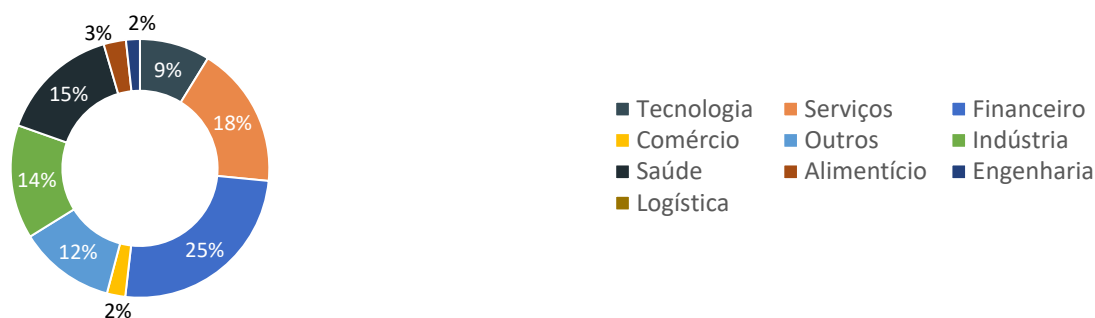 2%
3%
9%
15%
18%
14%
12%
25%
2%
Tecnologia Serviços Financeiro
Comércio Outros Indústria
Saúde Alimentício Engenharia
Logística